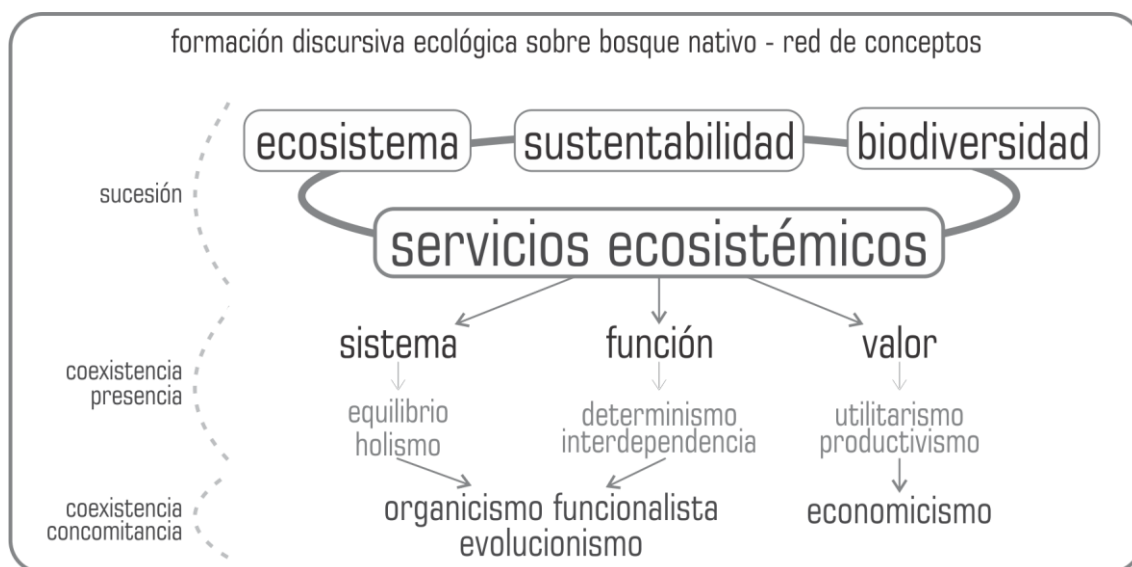 formación discursiva ecológica sobre bosque nativo - red de conceptos
ecosistema sustentabilidad biodiversidad
sucesión
servicios ecosistémicos
sistema función valor
coexistencia
presencia
equilibrio
holismo
determinismo
interdependencia
utilitarismo
productivismo
coexistencia
concomitancia
organicismo funcionalista
evolucionismo
economicismo